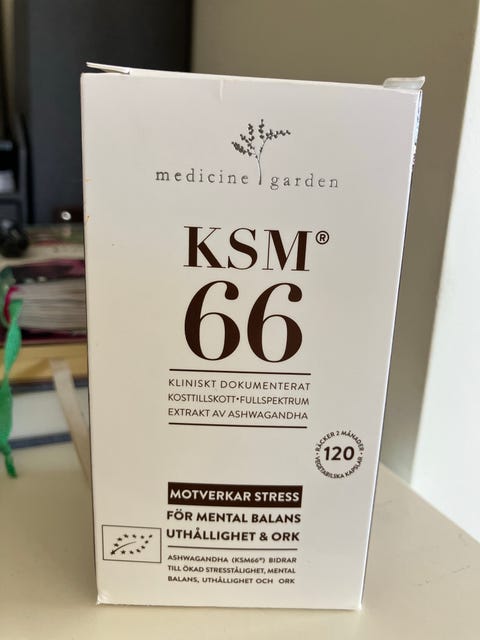 medicine garden
KSM®
66
KLINISKT DOKUMENTERAT
KOSTTILLSKOTT•FULLSPEKTRUM
EXTRAKT AV ASHWAGANDHA
RÄCKER 2 MÅNADER
120
VEGETABILISKA KAPSLAR
MOTVERKAR STRESS
FÖR MENTAL BALANS
UTHÅLLIGHET & ORK
ASHWAGANDHA (KSM66®) BIDRAR
TILL ÖKAD STRESSTÅLIGHET, MENTAL
BALANS, UTHÅLLIGHET OCH ORK